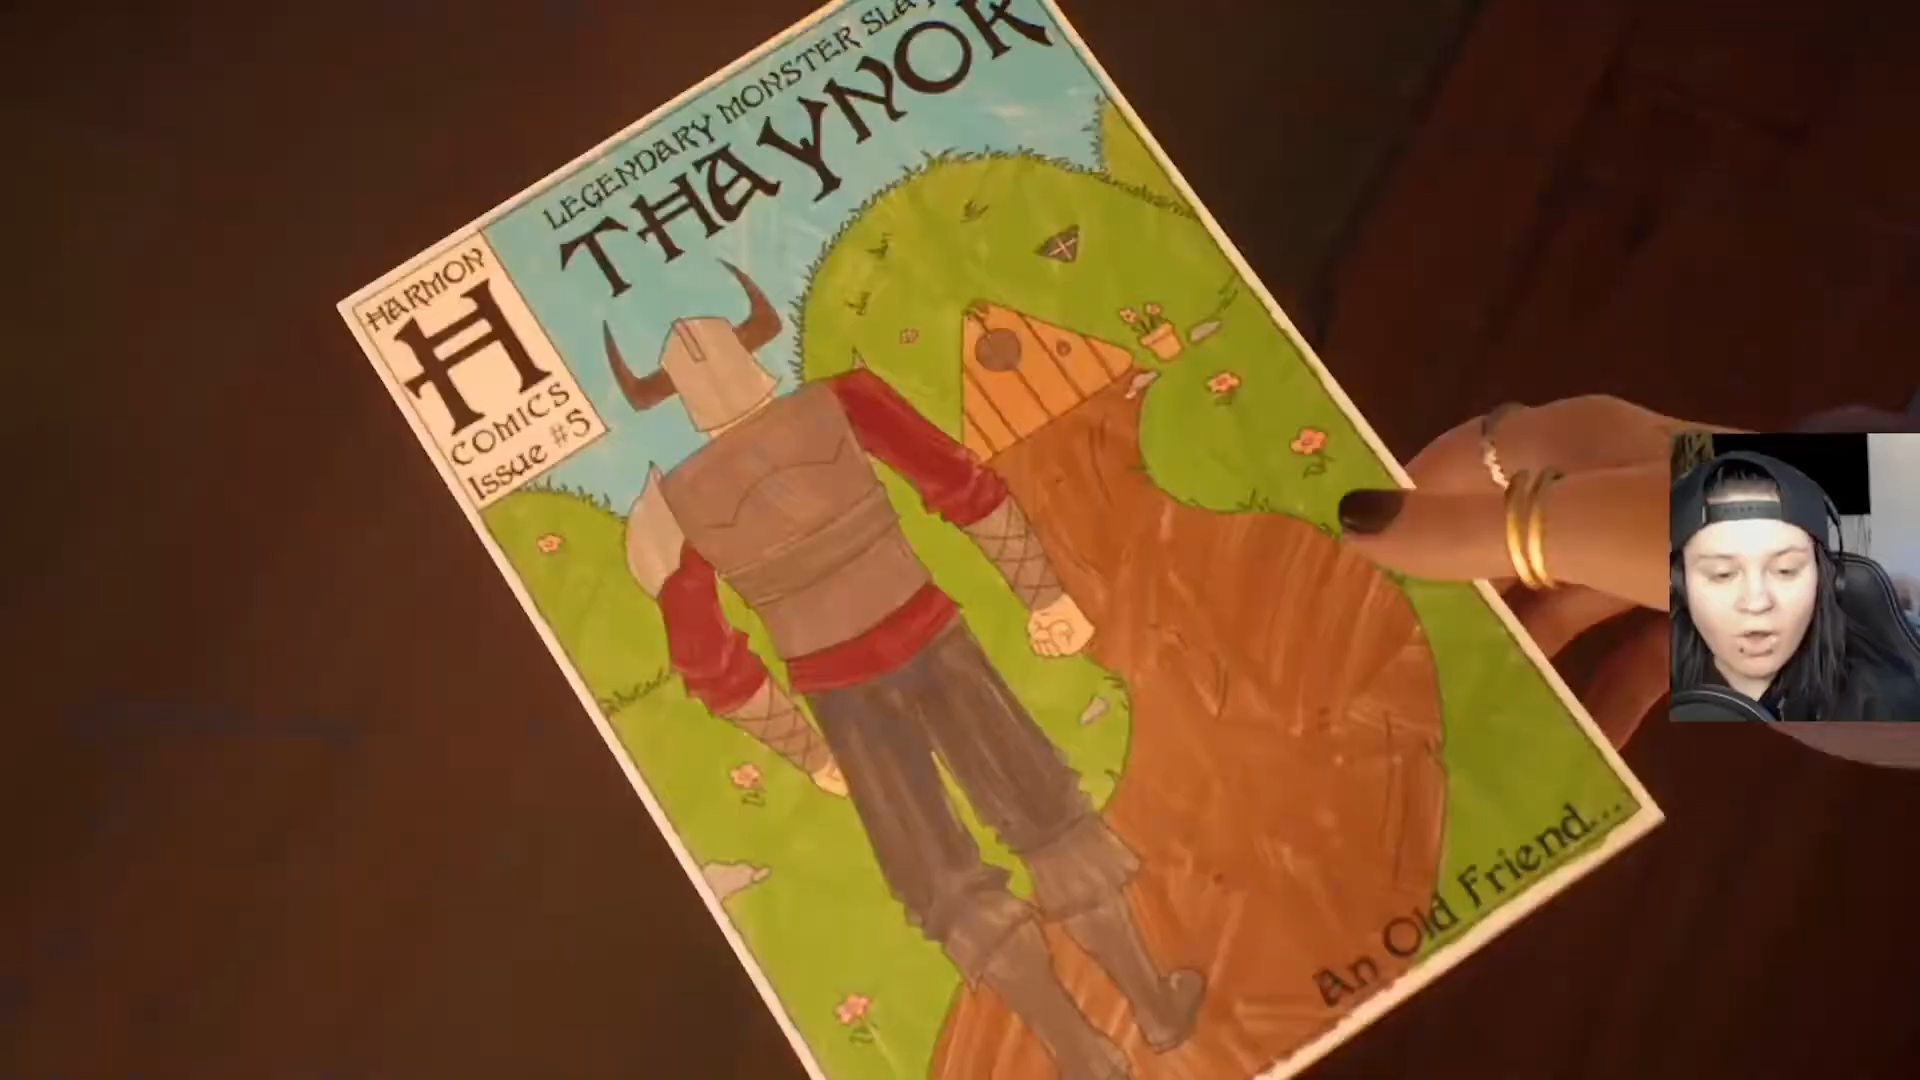 LEGENDARY MONSTER
THAYNOR
HARMON
H
COMICS
Issue #5
An Old Friend...